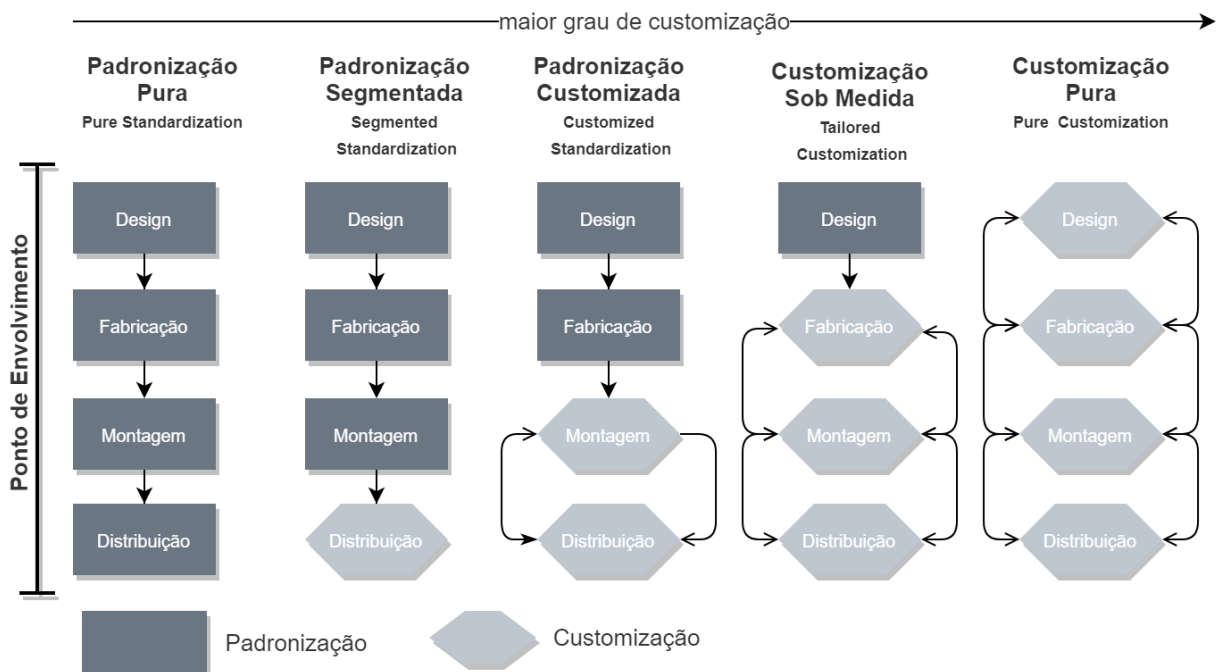 maior grau de customização
Padronização
Pura
Pure Standardization
Padronização
Segmentada
Segmented
Standardization
Padronização
Customizada
Customized
Standardization
Customização
Sob Medida
Tailored
Customization
Customização
Pura
Pure Customization
Ponto de Envolvimento
Design
Design
Design
Design
Design
Fabricação
Fabricação
Fabricação
Fabricação
Fabricação
Montagem
Montagem
Montagem
Montagem
Montagem
Distribuição
Distribuição
Distribuição
Distribuição
Distribuição
Padronização
Customização